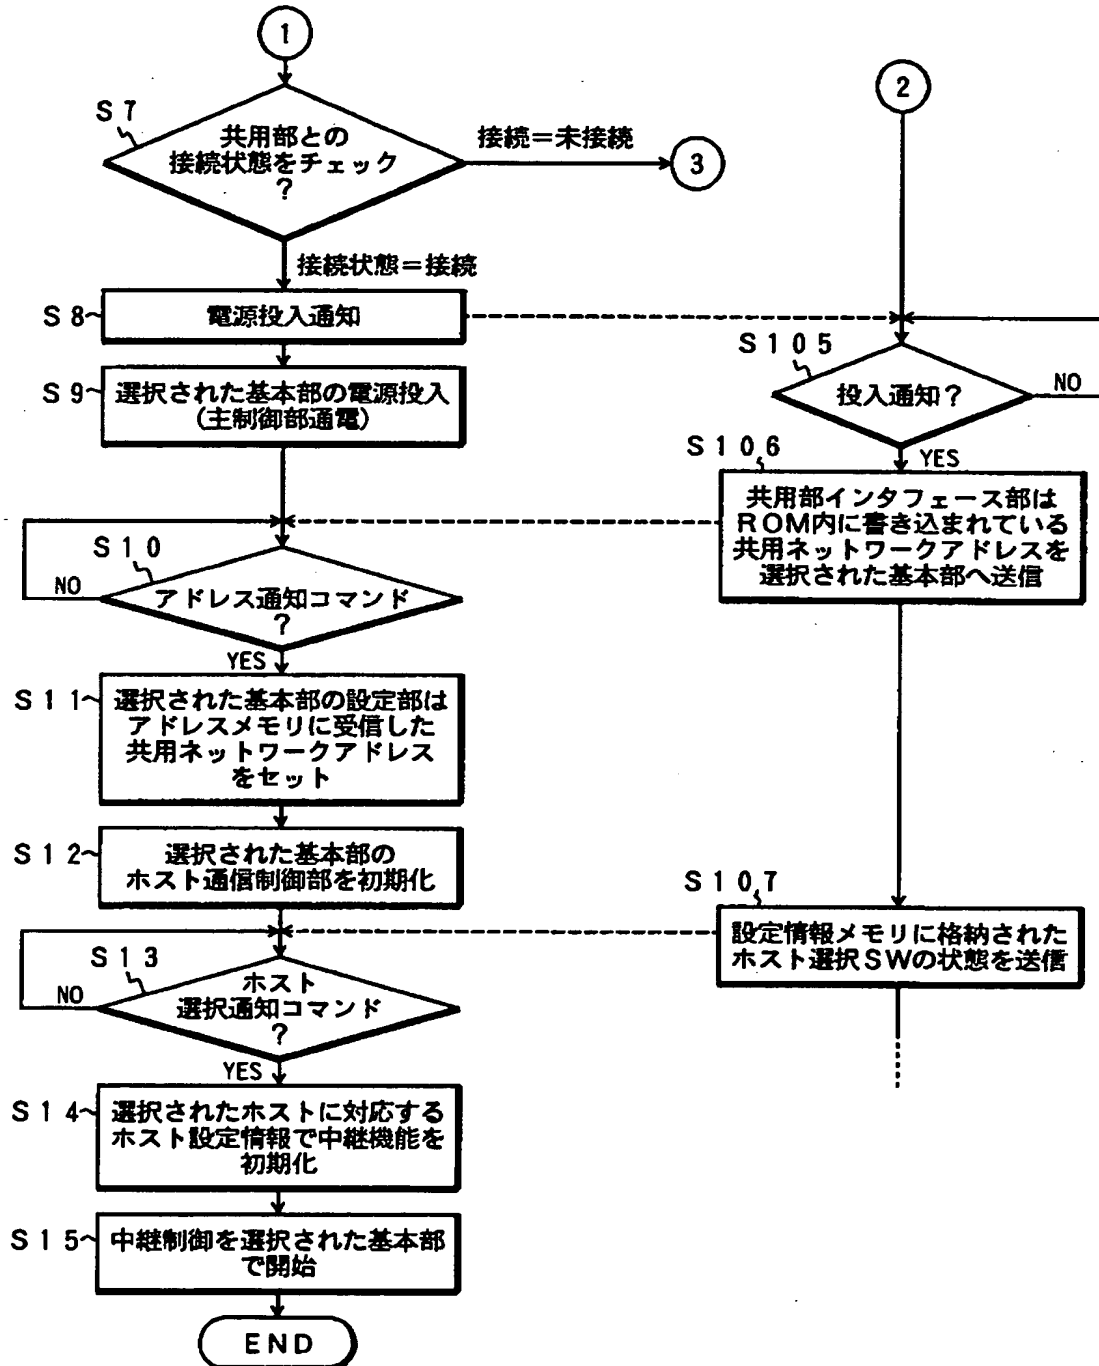 1
S7
共用部との
接続状態をチェック
?
接続=未接続
3
接続状態=接続
S8
電源投入通知
S9
選択された基本部の電源投入
(主制御部通電)
S10
NO
アドレス通知コマンド
?
YES
S11
選択された基本部の設定部は
アドレスメモリに受信した
共用ネットワークアドレス
をセット
S12
選択された基本部の
ホスト通信制御部を初期化
S13
NO
ホスト
選択通知コマンド
?
YES
S14
選択されたホストに対応する
ホスト設定情報で中継機能を
初期化
S15
中継制御を選択された基本部
で開始
END
2
S105
投入通知?
NO
YES
S106
共用部インタフェース部は
ROM内に書き込まれている
共用ネットワークアドレスを
選択された基本部へ送信
S107
設定情報メモリに格納された
ホスト選択SWの状態を送信